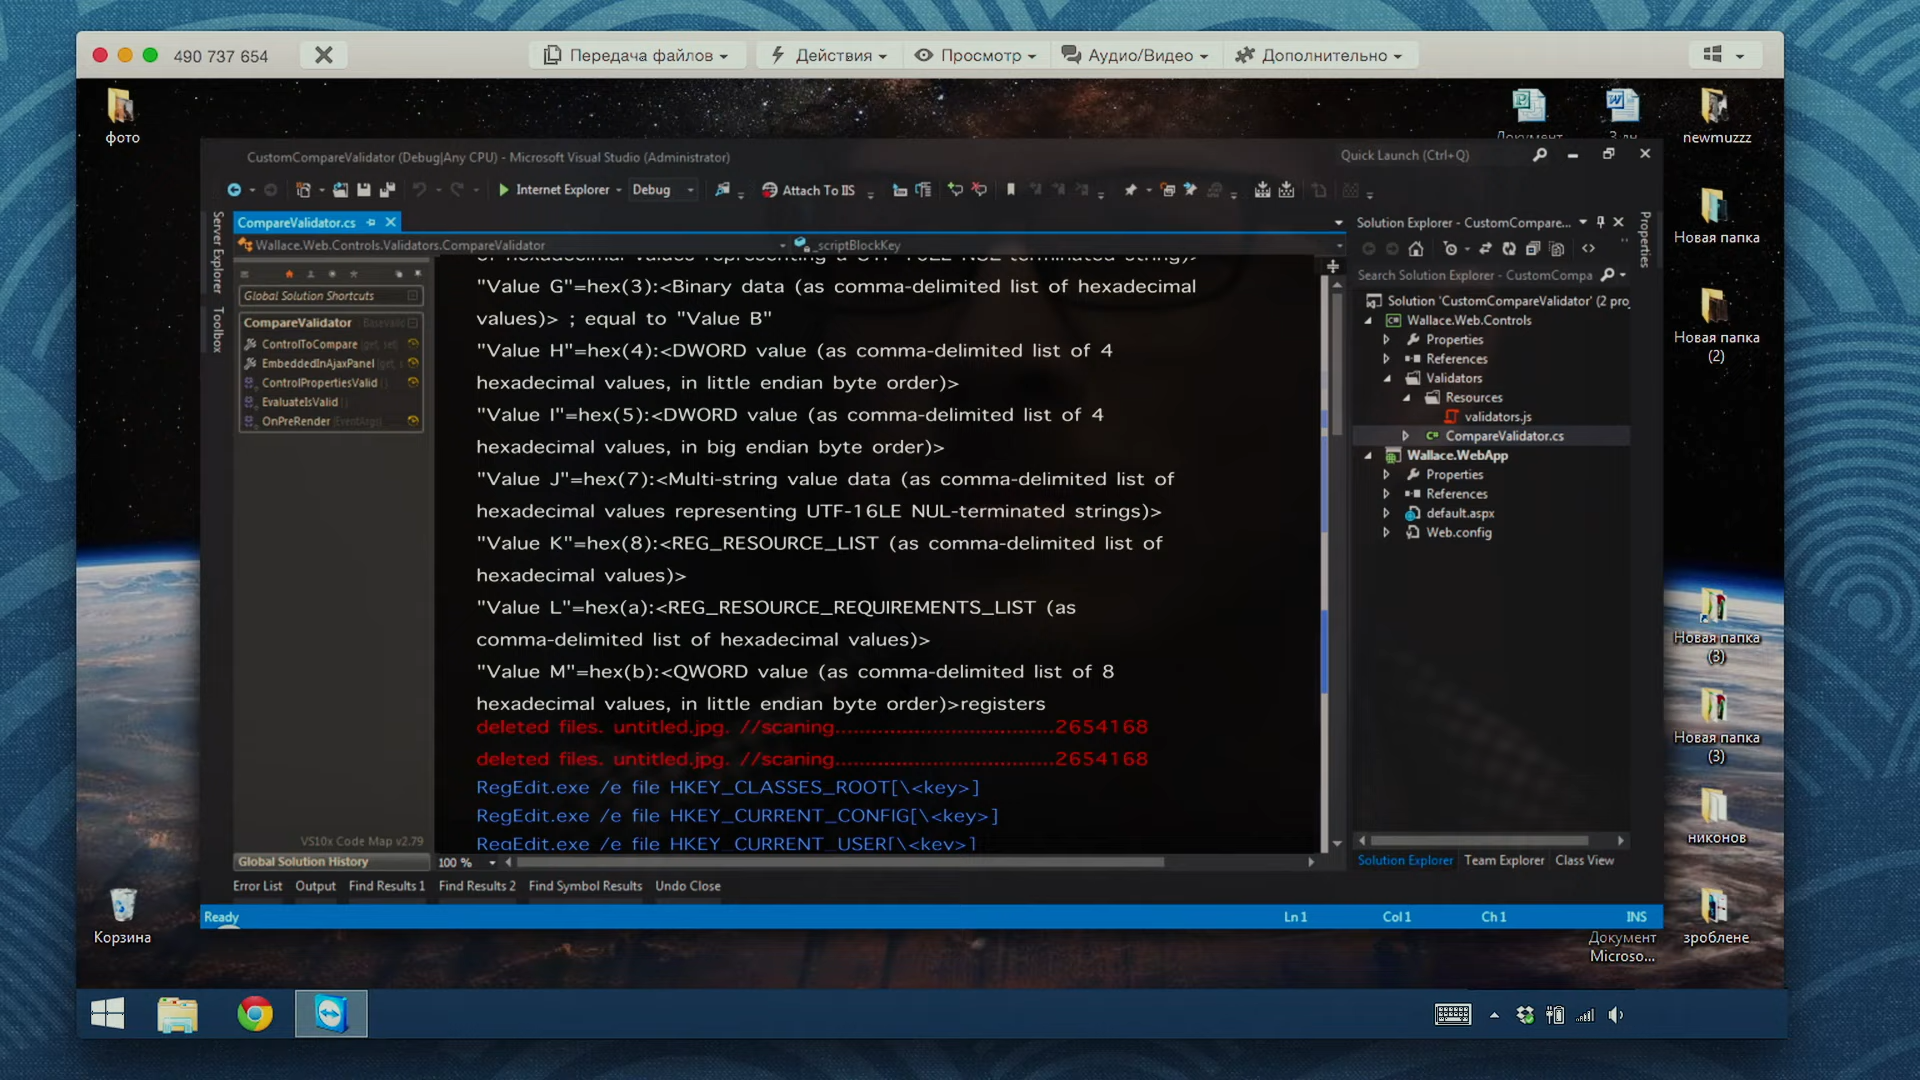 490 737 654
Передача файлов
Действия
Просмотр
Аудио/Видео
Дополнительно
фото
Документ
3 дн
newmuzzz
Новая папка
Новая папка
(2)
Новая папка
(3)
Новая папка
(3)
никонов
зроблене
Документ
Microso...
Корзина
CustomCompareValidator (Debug|Any CPU) - Microsoft Visual Studio (Administrator)
Quick Launch (Ctrl+Q)
Internet Explorer
Debug
Attach To IIS
Server Explorer
Toolbox
CompareValidator.cs
Wallace.Web.Controls.Validators.CompareValidator
_scriptBlockKey
Global Solution Shortcuts
CompareValidator
ControlToCompare
EmbeddedInAjaxPanel
ControlPropertiesValid ()
EvaluateIsValid ()
OnPreRender (EventArgs)
VS10x Code Map v2.79
Global Solution History
of hexadecimal values representing a UTF-16LE NUL-terminated string)>
"Value G"=hex(3):<Binary data (as comma-delimited list of hexadecimal
values)> ; equal to "Value B"
"Value H"=hex(4):<DWORD value (as comma-delimited list of 4
hexadecimal values, in little endian byte order)>
"Value I"=hex(5):<DWORD value (as comma-delimited list of 4
hexadecimal values, in big endian byte order)>
"Value J"=hex(7):<Multi-string value data (as comma-delimited list of
hexadecimal values representing UTF-16LE NUL-terminated strings)>
"Value K"=hex(8):<REG_RESOURCE_LIST (as comma-delimited list of
hexadecimal values)>
"Value L"=hex(a):<REG_RESOURCE_REQUIREMENTS_LIST (as
comma-delimited list of hexadecimal values)>
"Value M"=hex(b):<QWORD value (as comma-delimited list of 8
hexadecimal values, in little endian byte order)>registers
deleted files. untitled.jpg. //scaning...................................2654168
deleted files. untitled.jpg. //scaning...................................2654168
RegEdit.exe /e file HKEY_CLASSES_ROOT[\<key>]
RegEdit.exe /e file HKEY_CURRENT_CONFIG[\<key>]
RegEdit.exe /e file HKEY_CURRENT_USER[\<key>]
100 %
Solution Explorer - CustomCompare...
Properties
Search Solution Explorer - CustomCompa
Solution 'CustomCompareValidator' (2 pro
Wallace.Web.Controls
Properties
References
Validators
Resources
validators.js
CompareValidator.cs
Wallace.WebApp
Properties
References
default.aspx
Web.config
Solution Explorer
Team Explorer
Class View
Error List
Output
Find Results 1
Find Results 2
Find Symbol Results
Undo Close
Ready
Ln 1
Col 1
Ch 1
INS